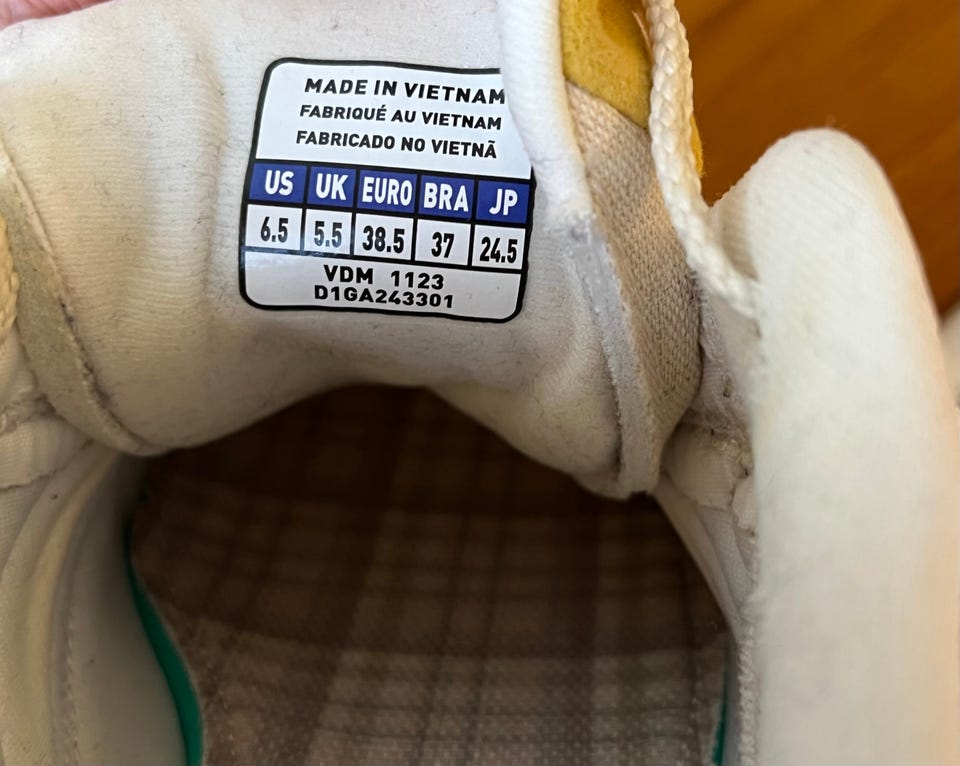 MADE IN VIETNAM
FABRIQUÉ AU VIETNAM
FABRICADO NO VIETNÃ
US UK EURO BRA JP
6.5 5.5 38.5 37 24.5
VDM 1123
D1GA243301